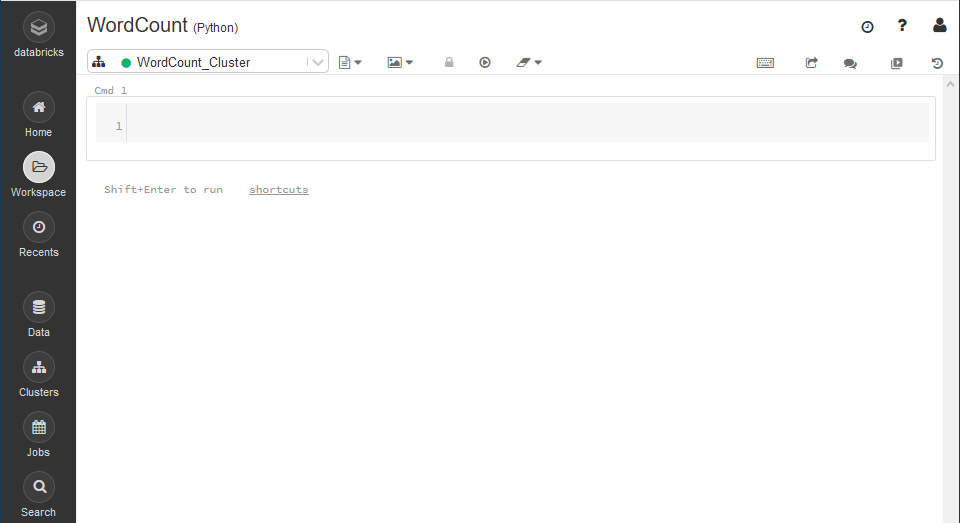 databricks
Home
Workspace
Recents
Data
Clusters
Jobs
Search
WordCount (Python)
?
WordCount_Cluster
Cmd 1
1
Shift+Enter to run shortcuts